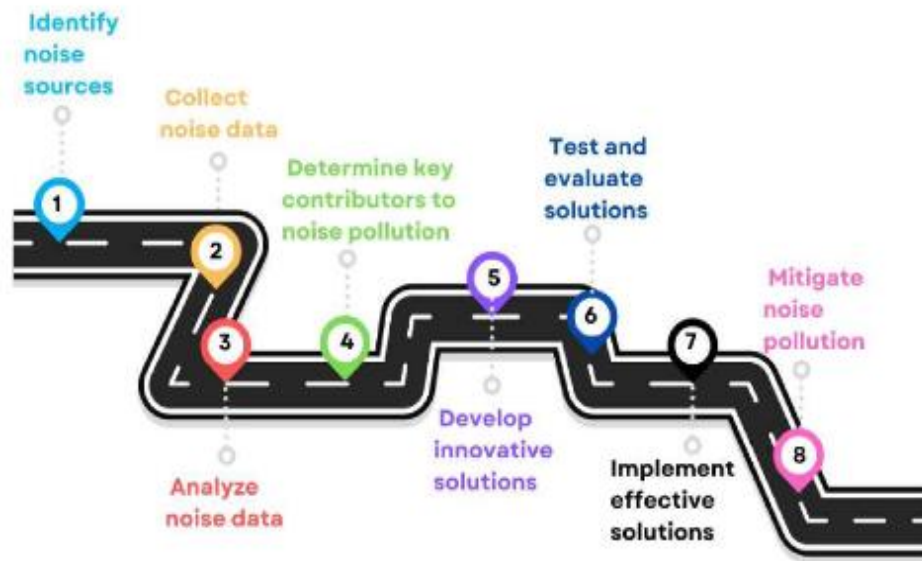 Identify
noise
sources
1
Collect
noise data
2
3
Analyze
noise data
Determine key
contributors to
noise pollution
4
5
Develop
innovative
solutions
Test and
evaluate
solutions
6
7
Implement
effective
solutions
Mitigate
noise
pollution
8